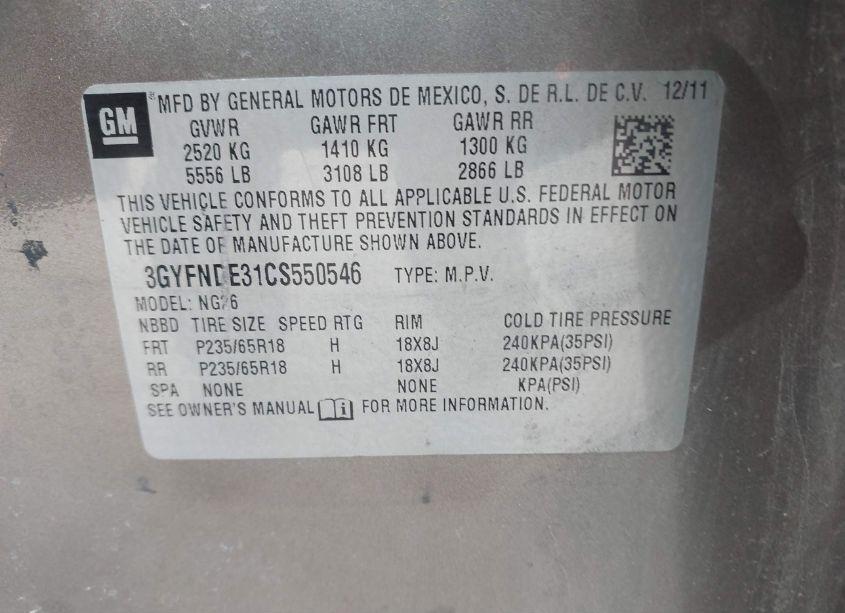 GM
® MFD BY GENERAL MOTORS DE MEXICO, S. DE R.L. DE C.V. 12/11
GVWR GAWR FRT GAWR RR
2520 KG 1410 KG 1300 KG
5556 LB 3108 LB 2866 LB
THIS VEHICLE CONFORMS TO ALL APPLICABLE U.S. FEDERAL MOTOR
VEHICLE SAFETY AND THEFT PREVENTION STANDARDS IN EFFECT ON
THE DATE OF MANUFACTURE SHOWN ABOVE.
3GYFNDE31CS550546 TYPE: M.P.V.
MODEL: NG26
NBBD TIRE SIZE SPEED RTG RIM COLD TIRE PRESSURE
FRT P235/65R18 H 18X8J 240KPA(35PSI)
RR P235/65R18 H 18X8J 240KPA(35PSI)
SPA NONE NONE KPA(PSI)
SEE OWNER'S MANUAL FOR MORE INFORMATION.